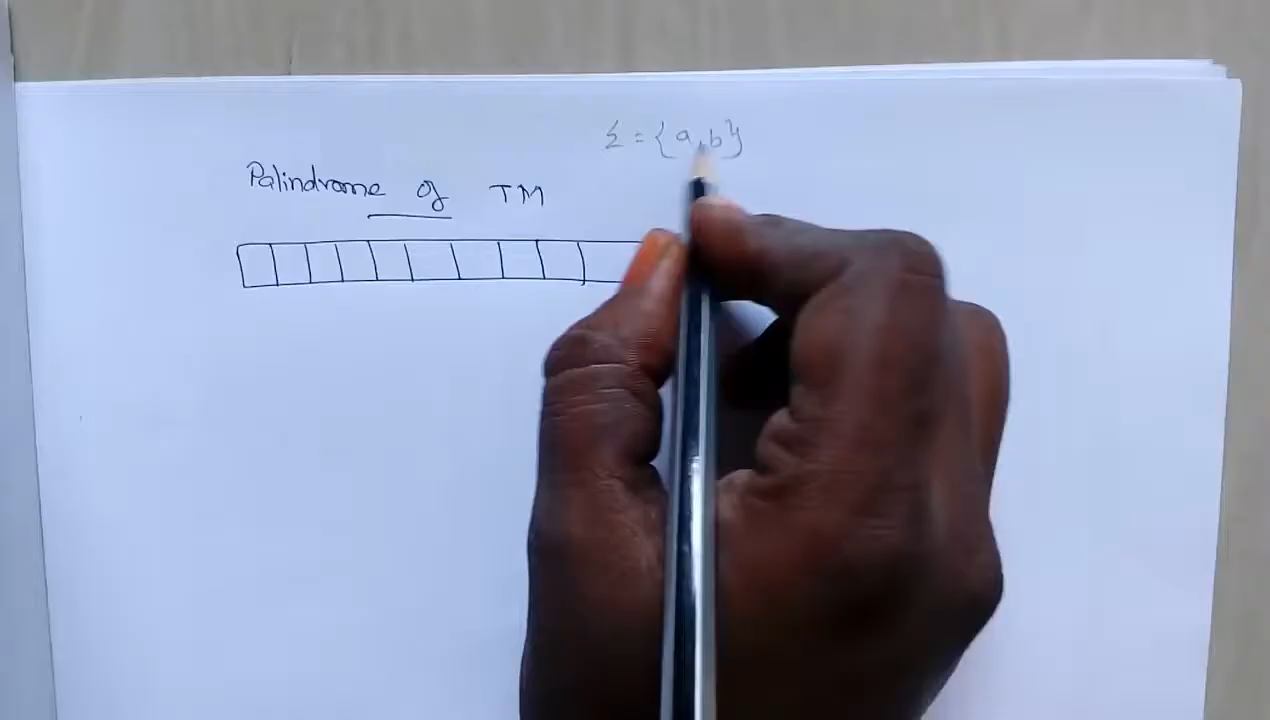 Σ = {a, b}
Palindrome of TM